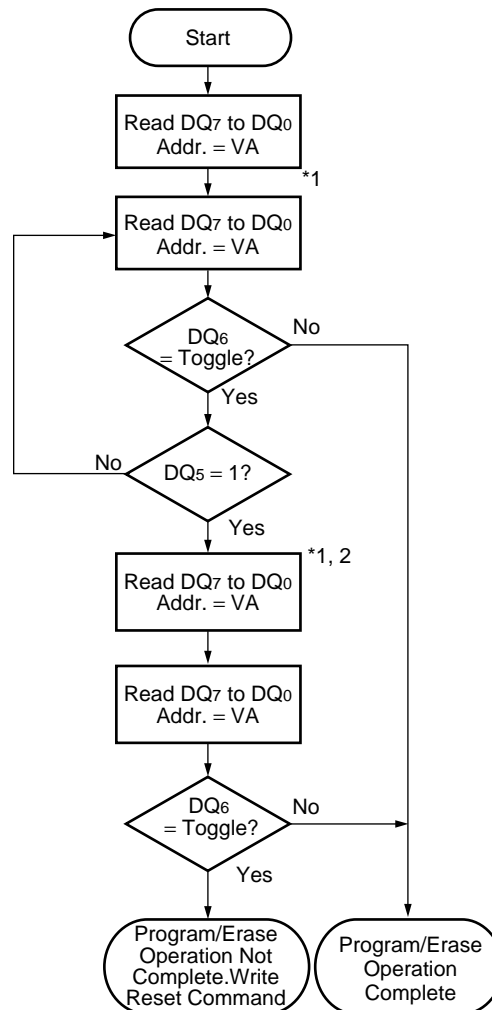 Start
Read DQ7 to DQ0
Addr. = VA
*1
Read DQ7 to DQ0
Addr. = VA
DQ6
= Toggle?
No
Yes
DQ5 = 1?
No
Yes
*1, 2
Read DQ7 to DQ0
Addr. = VA
Read DQ7 to DQ0
Addr. = VA
DQ6
= Toggle?
No
Yes
Program/Erase
Operation Not
Complete.Write
Reset Command
Program/Erase
Operation
Complete